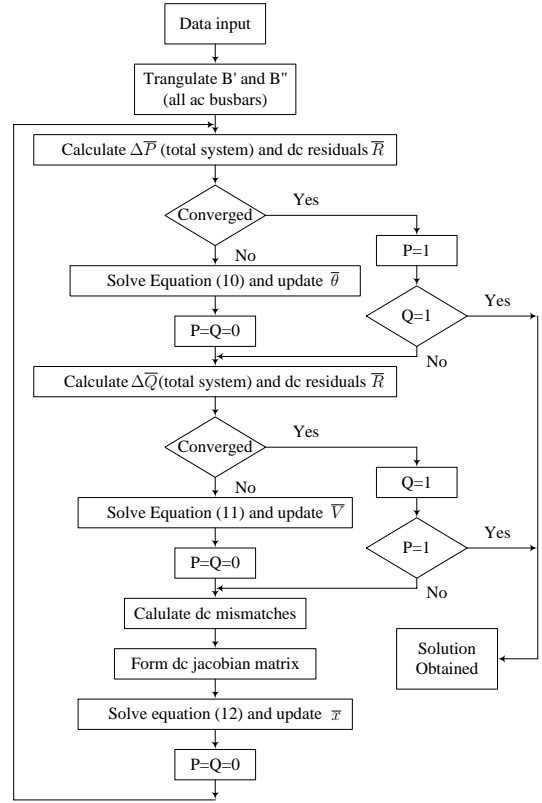 Data input
Trangulate B' and B"
(all ac busbars)
Calculate ΔP̅ (total system) and dc residuals R̅
Converged
Yes
No
P=1
Solve Equation (10) and update θ̅
Q=1
Yes
P=Q=0
No
Calculate ΔQ̅(total system) and dc residuals R̅
Converged
Yes
No
Q=1
Solve Equation (11) and update V̅
P=1
Yes
P=Q=0
No
Calulate dc mismatches
Form dc jacobian matrix
Solution
Obtained
Solve equation (12) and update x̅
P=Q=0